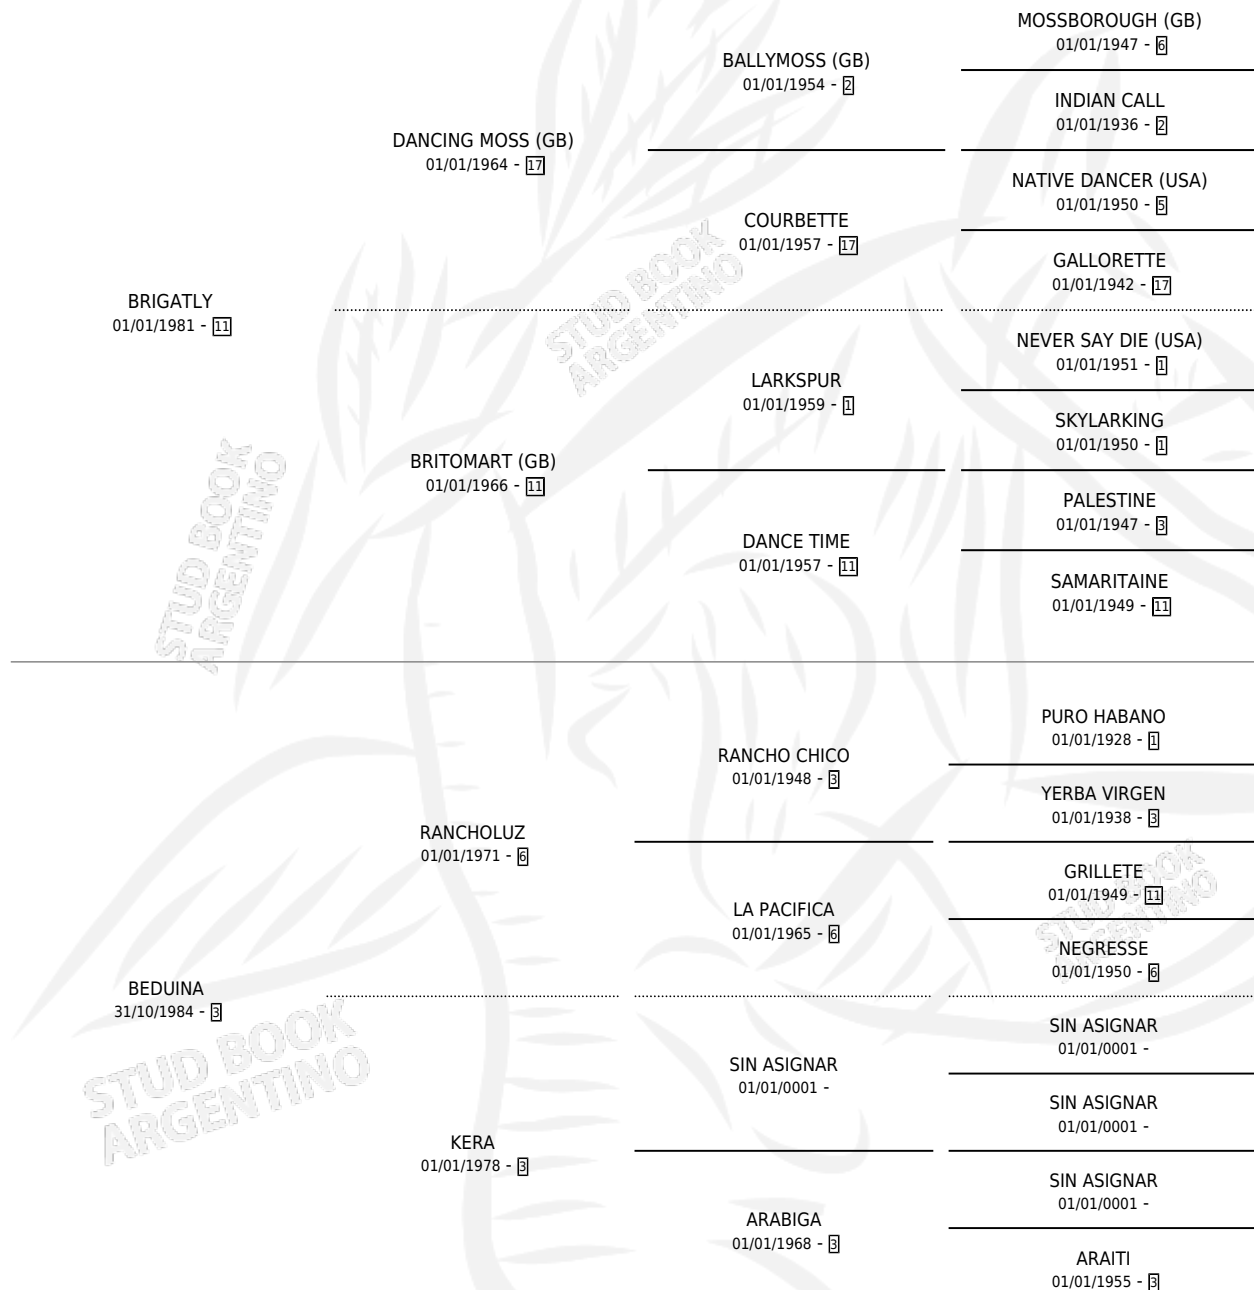 MOSSBOROUGH (GB)
01/01/1947 - 6
BALLYMOSS (GB)
01/01/1954 - 2
INDIAN CALL
01/01/1936 - 2
DANCING MOSS (GB)
01/01/1964 - 17
NATIVE DANCER (USA)
01/01/1950 - 5
COURBETTE
01/01/1957 - 17
GALLORETTE
01/01/1942 - 17
BRIGATLY
01/01/1981 - 11
NEVER SAY DIE (USA)
01/01/1951 - 1
LARKSPUR
01/01/1959 - 1
SKYLARKING
01/01/1950 - 1
BRITOMART (GB)
01/01/1966 - 11
PALESTINE
01/01/1947 - 3
DANCE TIME
01/01/1957 - 11
SAMARITAINE
01/01/1949 - 11
PURO HABANO
01/01/1928 - 1
RANCHO CHICO
01/01/1948 - 3
YERBA VIRGEN
01/01/1938 - 3
RANCHOLUZ
01/01/1971 - 6
GRILLETE
01/01/1949 - 11
LA PACIFICA
01/01/1965 - 6
NEGRESSE
01/01/1950 - 6
BEDUINA
31/10/1984 - 3
SIN ASIGNAR
01/01/0001 -
SIN ASIGNAR
01/01/0001 -
SIN ASIGNAR
01/01/0001 -
KERA
01/01/1978 - 3
SIN ASIGNAR
01/01/0001 -
ARABIGA
01/01/1968 - 3
ARAITI
01/01/1955 - 3
STUD BOOK
ARGENTINO
STUD BOOK
ARGENTINO
STUD BOOK
ARGENTINO
STUD BOOK
ARGENTINO